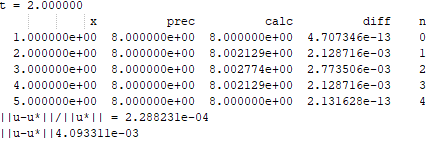 t = 2.000000
x prec calc diff n
1.000000e+00 8.000000e+00 8.000000e+00 4.707346e-13 0
2.000000e+00 8.000000e+00 8.002129e+00 2.128716e-03 1
3.000000e+00 8.000000e+00 8.002774e+00 2.773506e-03 2
4.000000e+00 8.000000e+00 8.002129e+00 2.128716e-03 3
5.000000e+00 8.000000e+00 8.000000e+00 2.131628e-13 4
||u-u*||/||u*|| = 2.288231e-04
||u-u*||4.093311e-03